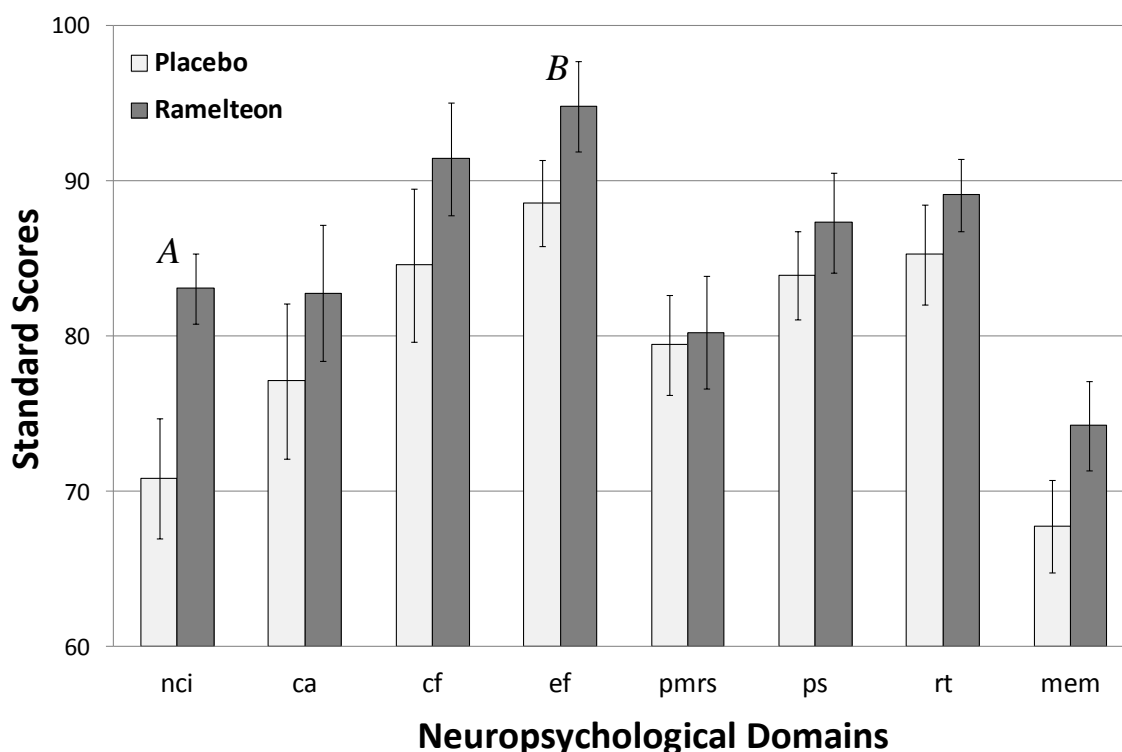 100
Placebo
Ramelteon
B
90
A
80
70
60
Standard Scores
nci ca cf ef pmrs ps rt mem
Neuropsychological Domains